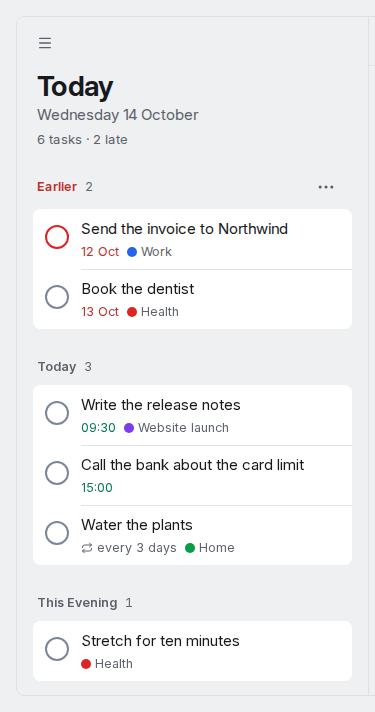 Today
Wednesday 14 October
6 tasks · 2 late
Earlier 2
Send the invoice to Northwind
12 Oct Work
Book the dentist
13 Oct Health
Today 3
Write the release notes
09:30 Website launch
Call the bank about the card limit
15:00
Water the plants
every 3 days Home
This Evening 1
Stretch for ten minutes
Health